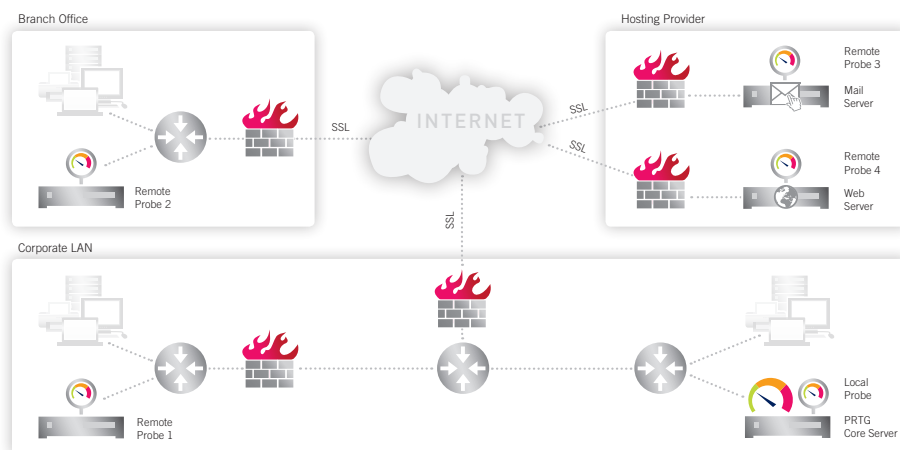 Branch Office
Hosting Provider
Remote
Probe 3
Mail
Server
SSL
INTERNET
SSL
SSL
Remote
Probe 4
Web
Server
Remote
Probe 2
SSL
Corporate LAN
Local
Probe
PRTG
Core Server
Remote
Probe 1